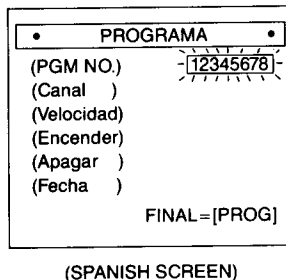 • PROGRAMA •
(PGM NO.) 12345678
(Canal )
(Velocidad)
(Encender)
(Apagar )
(Fecha )
FINAL=[PROG]
(SPANISH SCREEN)